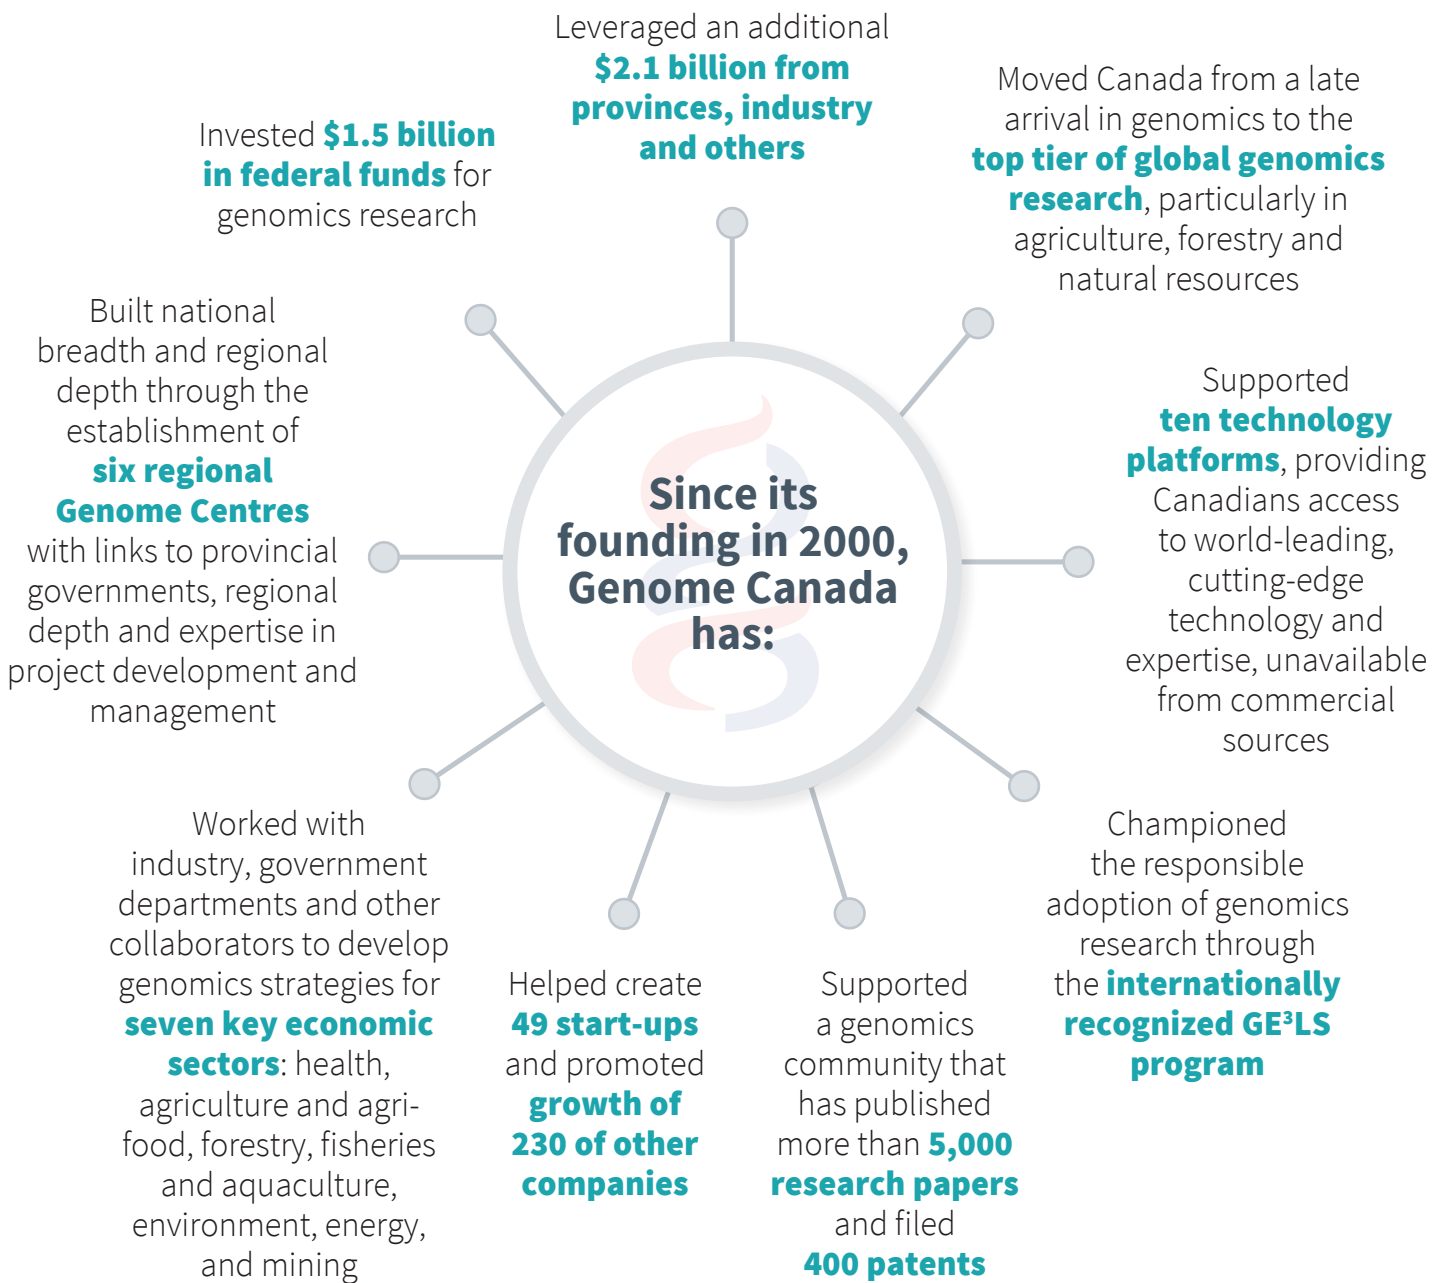 Leveraged an additional
$2.1 billion from
provinces, industry
and others
Moved Canada from a late
arrival in genomics to the
top tier of global genomics
research, particularly in
agriculture, forestry and
natural resources
Supported
ten technology
platforms, providing
Canadians access
to world-leading,
cutting-edge
technology and
expertise, unavailable
from commercial
sources
Championed
the responsible
adoption of genomics
research through
the internationally
recognized GE³LS
program
Supported
a genomics
community that
has published
more than 5,000
research papers
and filed
400 patents
Helped create
49 start-ups
and promoted
growth of
230 of other
companies
Worked with
industry, government
departments and other
collaborators to develop
genomics strategies for
seven key economic
sectors: health,
agriculture and agri-
food, forestry, fisheries
and aquaculture,
environment, energy,
and mining
Built national
breadth and regional
depth through the
establishment of
six regional
Genome Centres
with links to provincial
governments, regional
depth and expertise in
project development and
management
Invested $1.5 billion
in federal funds for
genomics research
Since its
founding in 2000,
Genome Canada
has: